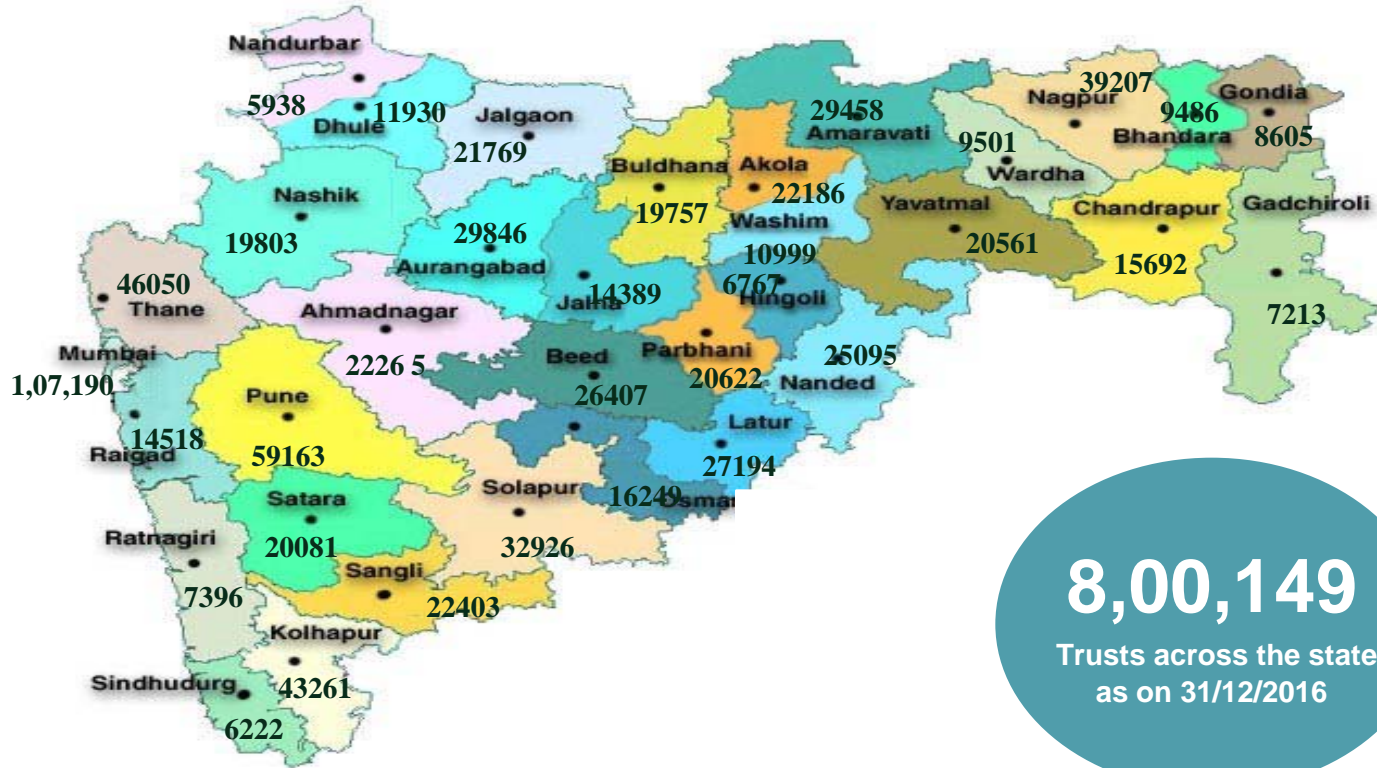 Nandurbar
5938
11930
Dhule
Jalgaon
21769
Buldhana
19757
Akola
22186
29458
Amaravati
39207
Nagpur
9486
Bhandara
Gondia
8605
9501
Wardha
Nashik
19803
29846
Aurangabad
14389
Jalna
Washim
10999
6767
Hingoli
Yavatmal
20561
Chandrapur
15692
Gadchiroli
7213
46050
Thane
Ahmadnagar
2226 5
Mumbai
1,07,190
Beed
26407
Parbhani
20622
25095
Nanded
Pune
59163
14518
Raigad
Latur
27194
Solapur
32926
16249
Osmar
Satara
20081
Ratnagiri
7396
Sangli
22403
Kolhapur
43261
Sindhudurg
6222
8,00,149
Trusts across the state
as on 31/12/2016